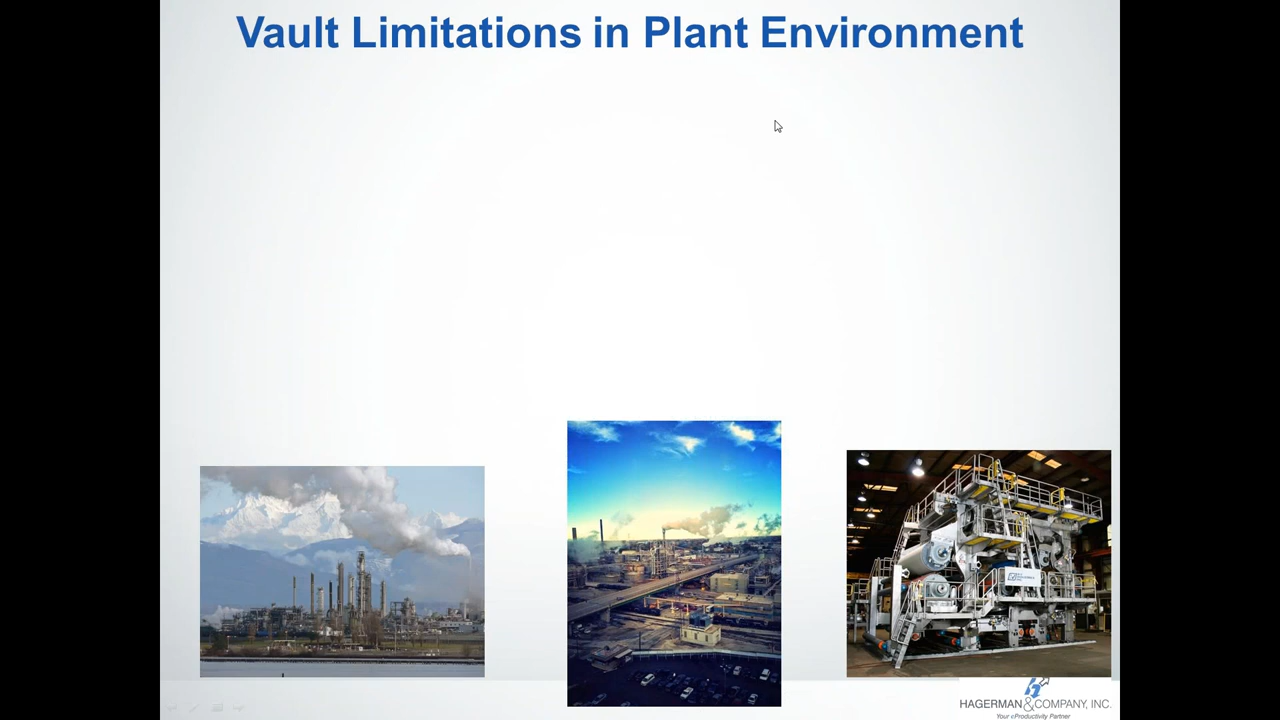 Vault Limitations in Plant Environment
HAGERMAN&COMPANY, INC.
Your eProductivity Partner